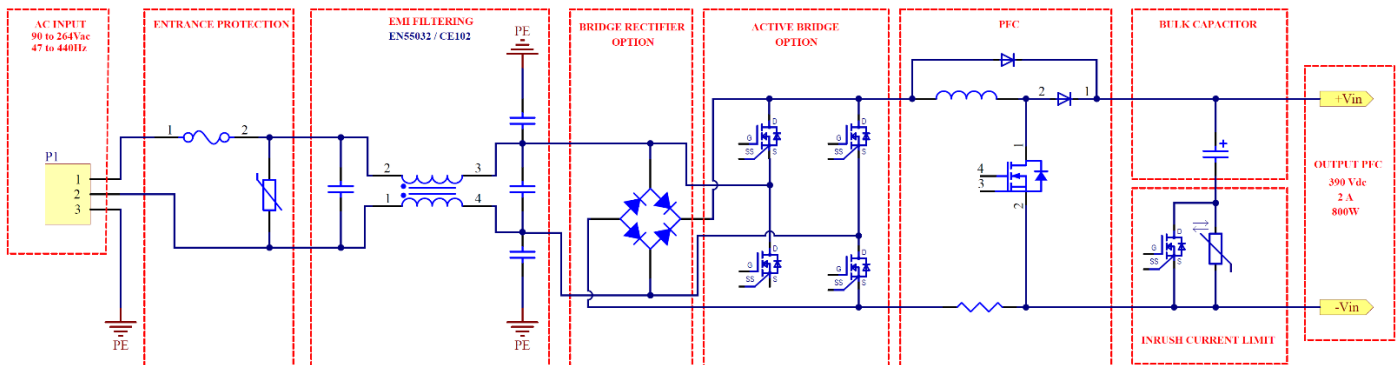 AC INPUT
90 to 264Vac
47 to 440Hz
ENTRANCE PROTECTION
EMI FILTERING
EN55032 / CE102
BRIDGE RECTIFIER
OPTION
ACTIVE BRIDGE
OPTION
PFC
BULK CAPACITOR
PE
P1
1
2
3
1
2
2
3
1
4
PE
PE
D
G
SS
S
D
G
SS
S
D
G
SS
S
D
G
SS
S
2
1
1
4
3
2
+
D
G
SS
S
INRUSH CURRENT LIMIT
+Vin
OUTPUT PFC
390 Vdc
2 A
800W
-Vin